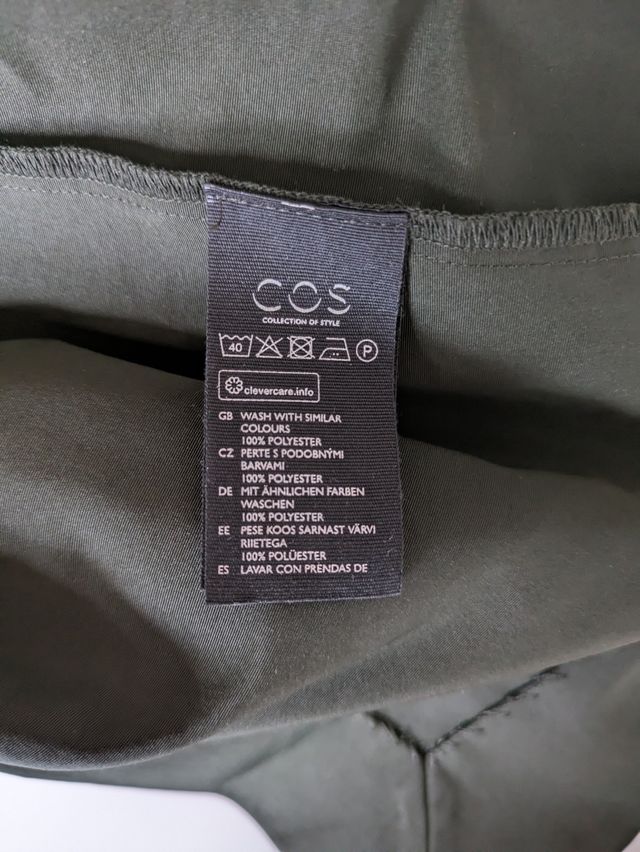 COS
COLLECTION OF STYLE
40 P
clevercare.info
GB WASH WITH SIMILAR
COLOURS
100% POLYESTER
CZ PERTE S PODOBNÝMI
BARVAMI
100% POLYESTER
DE MIT ÄHNLICHEN FARBEN
WASCHEN
100% POLYESTER
EE PESE KOOS SARNAST VÄRVI
RIIETEGA
100% POLÜESTER
ES LAVAR CON PRENDAS DE